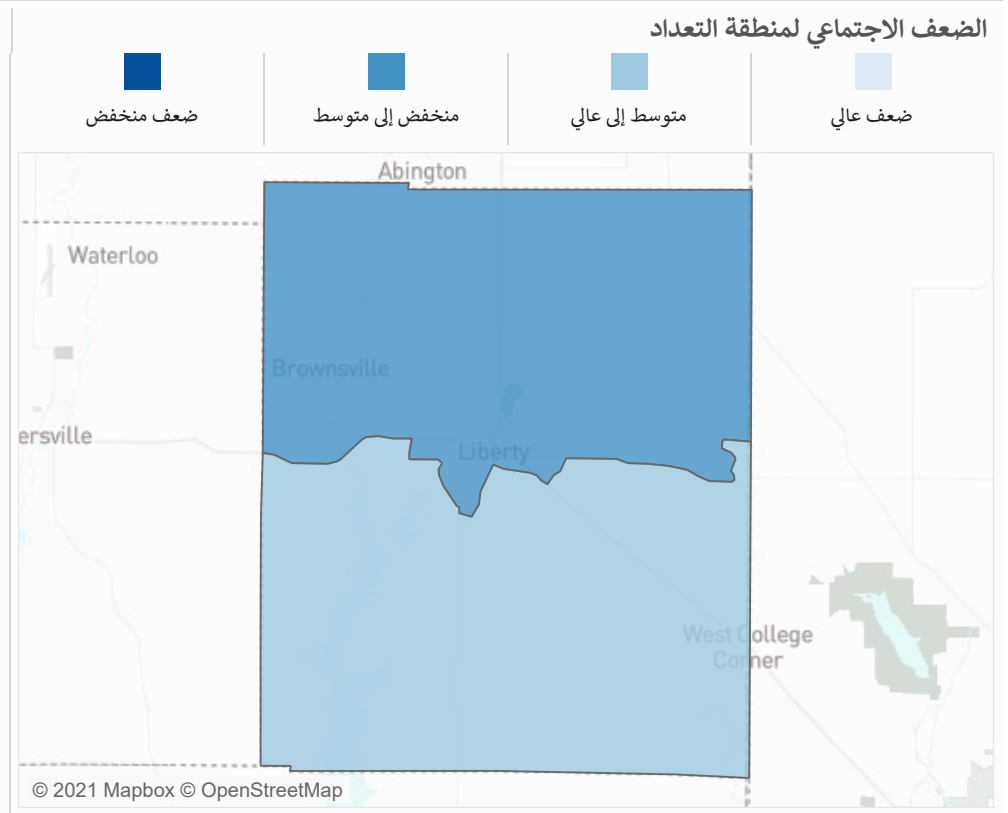 الضعف الاجتماعي لمنطقة التعداد
ضعف عالي
متوسط إلى عالي
منخفض إلى متوسط
ضعف منخفض
Abington
Waterloo
Brownsville
ersville
Liberty
West College
Corner
© 2021 Mapbox © OpenStreetMap